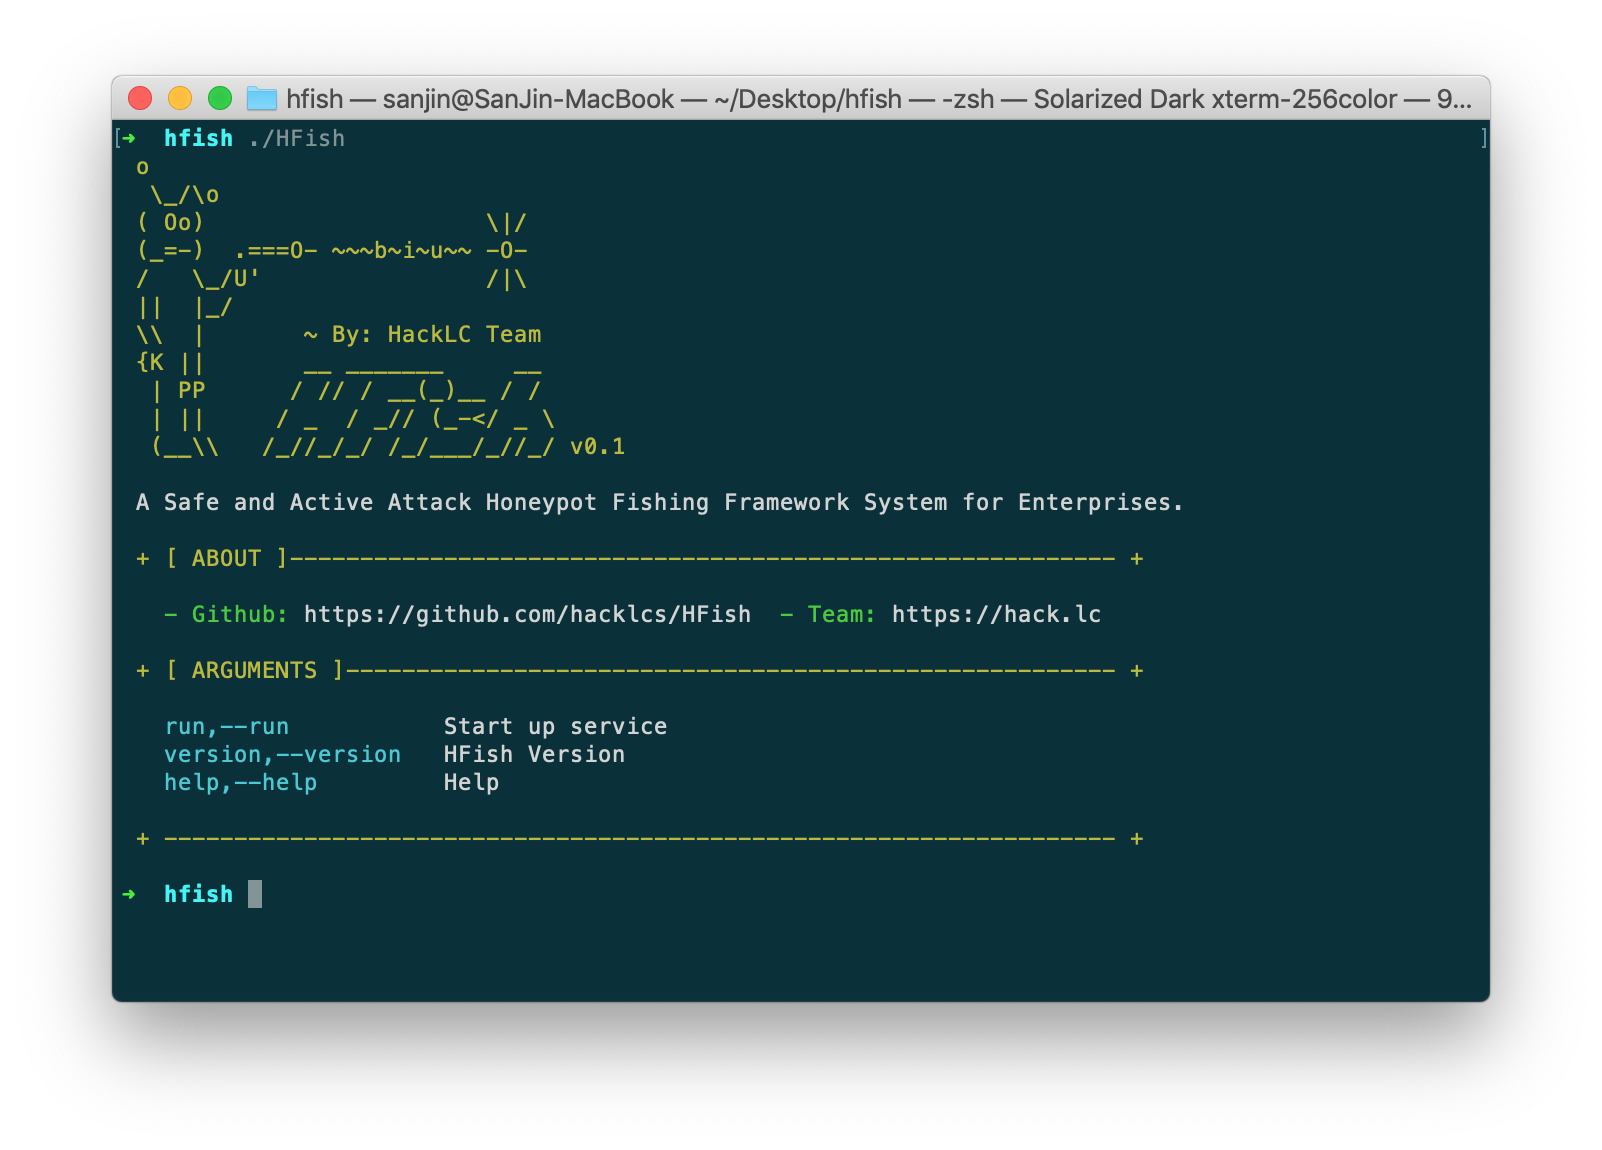 hfish — sanjin@SanJin-MacBook — ~/Desktop/hfish — -zsh — Solarized Dark xterm-256color — 9...
[➜  hfish ./HFish ]
 o
  \_/\o
 ( Oo)                    \|/
 (_=-)  .===O- ~~~b~i~u~~ -O-
 /   \_/U'                /|\
 ||  |_/
 \\  |       ~ By: HackLC Team
 {K ||       __ _______     __
  | PP      / // / __(_)__ / /
  | ||     / _  / _// (_-</ _ \
  (__\\   /_//_/_/ /_/___/_//_/ v0.1
 A Safe and Active Attack Honeypot Fishing Framework System for Enterprises.
 + [ ABOUT ]----------------------------------------------------------- +
   - Github: https://github.com/hacklcs/HFish  - Team: https://hack.lc
 + [ ARGUMENTS ]------------------------------------------------------- +
   run,--run           Start up service
   version,--version   HFish Version
   help,--help         Help
 + -------------------------------------------------------------------- +
➜  hfish